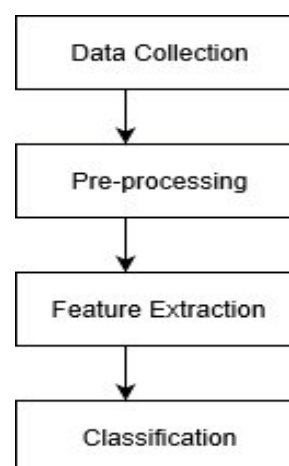 Data Collection
Pre-processing
Feature Extraction
Classification